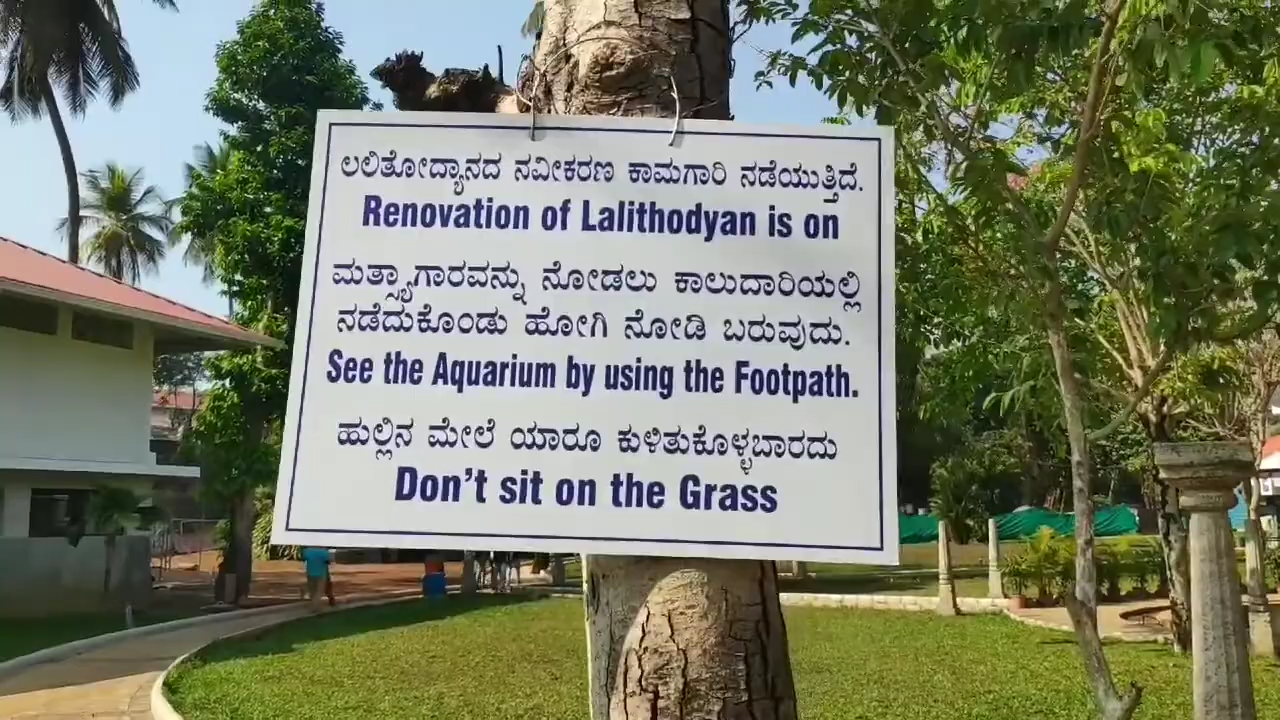 ಲಲಿತೋದ್ಯಾನದ ನವೀಕರಣ ಕಾಮಗಾರಿ ನಡೆಯುತ್ತಿದೆ.
Renovation of Lalithodyan is on
ಮತ್ಸ್ಯಾಗಾರವನ್ನು ನೋಡಲು ಕಾಲುದಾರಿಯಲ್ಲಿ
ನಡೆದುಕೊಂಡು ಹೋಗಿ ನೋಡಿ ಬರುವುದು.
See the Aquarium by using the Footpath.
ಹುಲ್ಲಿನ ಮೇಲೆ ಯಾರೂ ಕುಳಿತುಕೊಳ್ಳಬಾರದು
Don't sit on the Grass